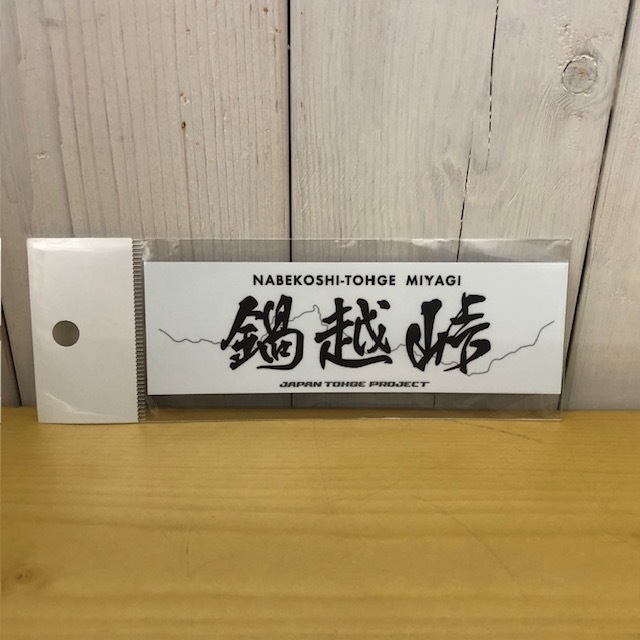 NABEKOSHI-TOHGE MIYAGI
鍋越峠
JAPAN TOHGE PROJECT